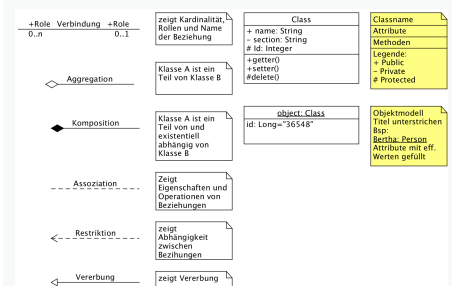 +Role Verbindung +Role
0..n 0..1
zeigt Kardinalität,
Rollen und Name
der Beziehung
Aggregation
Klasse A ist ein
Teil von Klasse B
Komposition
Klasse A ist ein
Teil von und
existentiell
abhängig von
Klasse B
Assoziation
Zeigt
Eigenschaften und
Operationen von
Beziehungen
Restriktion
zeigt
Abhängigkeit
zwischen
Bezihungen
Vererbung
zeigt Vererbung
Class
+ name: String
- section: String
# Id: Integer
+getter()
+setter()
#delete()
object: Class
id: Long="36548"
Classname
Attribute
Methoden
Legende:
+ Public
- Private
# Protected
Objektmodell
Titel unterstrichen
Bsp:
Bertha: Person
Attribute mit eff.
Werten gefüllt